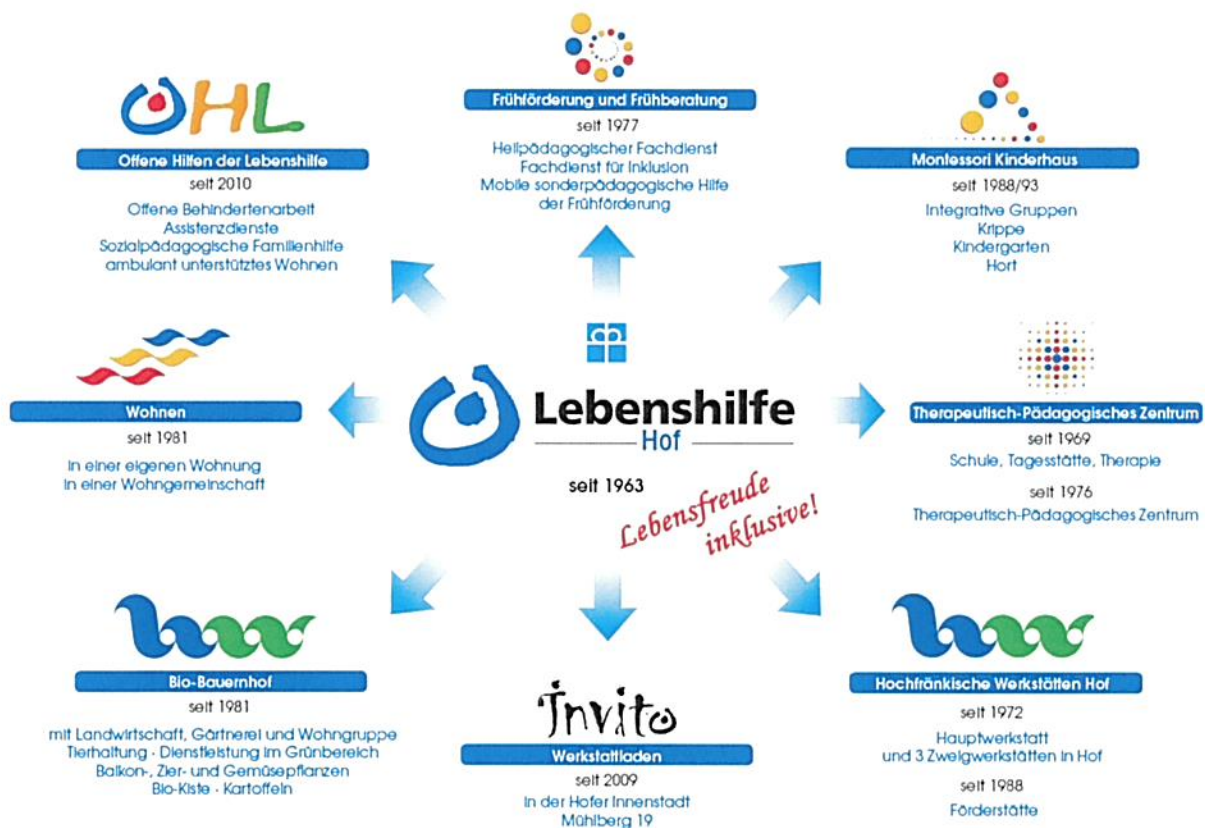 Frühförderung und Frühberatung
seit 1977
Heilpädagogischer Fachdienst
Fachdienst für Inklusion
Mobile sonderpädagogische Hilfe
der Frühförderung
OHL
Offene Hilfen der Lebenshilfe
seit 2010
Offene Behindertenarbeit
Assistenzdienste
Sozialpädagogische Familienhilfe
ambulant unterstütztes Wohnen
Montessori Kinderhaus
seit 1988/93
Integrative Gruppen
Krippe
Kindergarten
Hort
Wohnen
seit 1981
in einer eigenen Wohnung
in einer Wohngemeinschaft
Lebenshilfe
Hof
seit 1963
Lebensfreude
inklusive!
Therapeutisch-Pädagogisches Zentrum
seit 1969
Schule, Tagesstätte, Therapie
seit 1976
Therapeutisch-Pädagogisches Zentrum
hw
Bio-Bauernhof
seit 1981
mit Landwirtschaft, Gärtnerei und Wohngruppe
Tierhaltung · Dienstleistung im Grünbereich
Balkon-, Zier- und Gemüsepflanzen
Bio-Kiste · Kartoffeln
Invito
Werkstattladen
seit 2009
in der Hofer Innenstadt
Mühlberg 19
hw
Hochfränkische Werkstätten Hof
seit 1972
Hauptwerkstatt
und 3 Zweigwerkstätten in Hof
seit 1988
Förderstätte